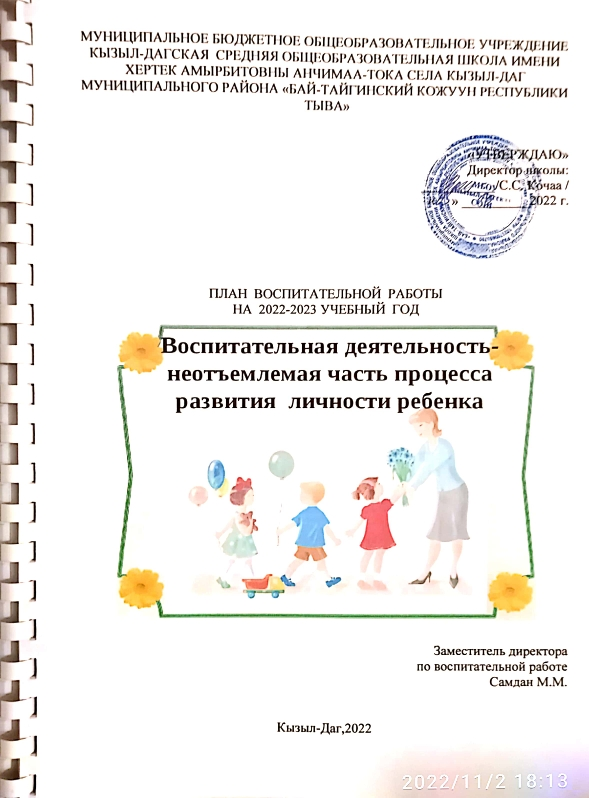 МУНИЦИПАЛЬНОЕ БЮДЖЕТНОЕ ОБЩЕОБРАЗОВАТЕЛЬНОЕ УЧРЕЖДЕНИЕ
КЫЗЫЛ-ДАГСКАЯ СРЕДНЯЯ ОБЩЕОБРАЗОВАТЕЛЬНАЯ ШКОЛА ИМЕНИ
ХЕРТЕК АМЫРБИТОВНЫ АНЧИМАА-ТОКА СЕЛА КЫЗЫЛ-ДАГ
МУНИЦИПАЛЬНОГО РАЙОНА «БАЙ-ТАЙГИНСКИЙ КОЖУУН РЕСПУБЛИКИ
ТЫВА»
«УТВЕРЖДАЮ»
Директор школы:
/С.С. Кочаа /
» 2022 г.
ПЛАН ВОСПИТАТЕЛЬНОЙ РАБОТЫ
НА 2022-2023 УЧЕБНЫЙ ГОД
Воспитательная деятельность-
неотъемлемая часть процесса
развития личности ребенка
Заместитель директора
по воспитательной работе
Самдан М.М.
Кызыл-Даг,2022
2022/11/2 18:13